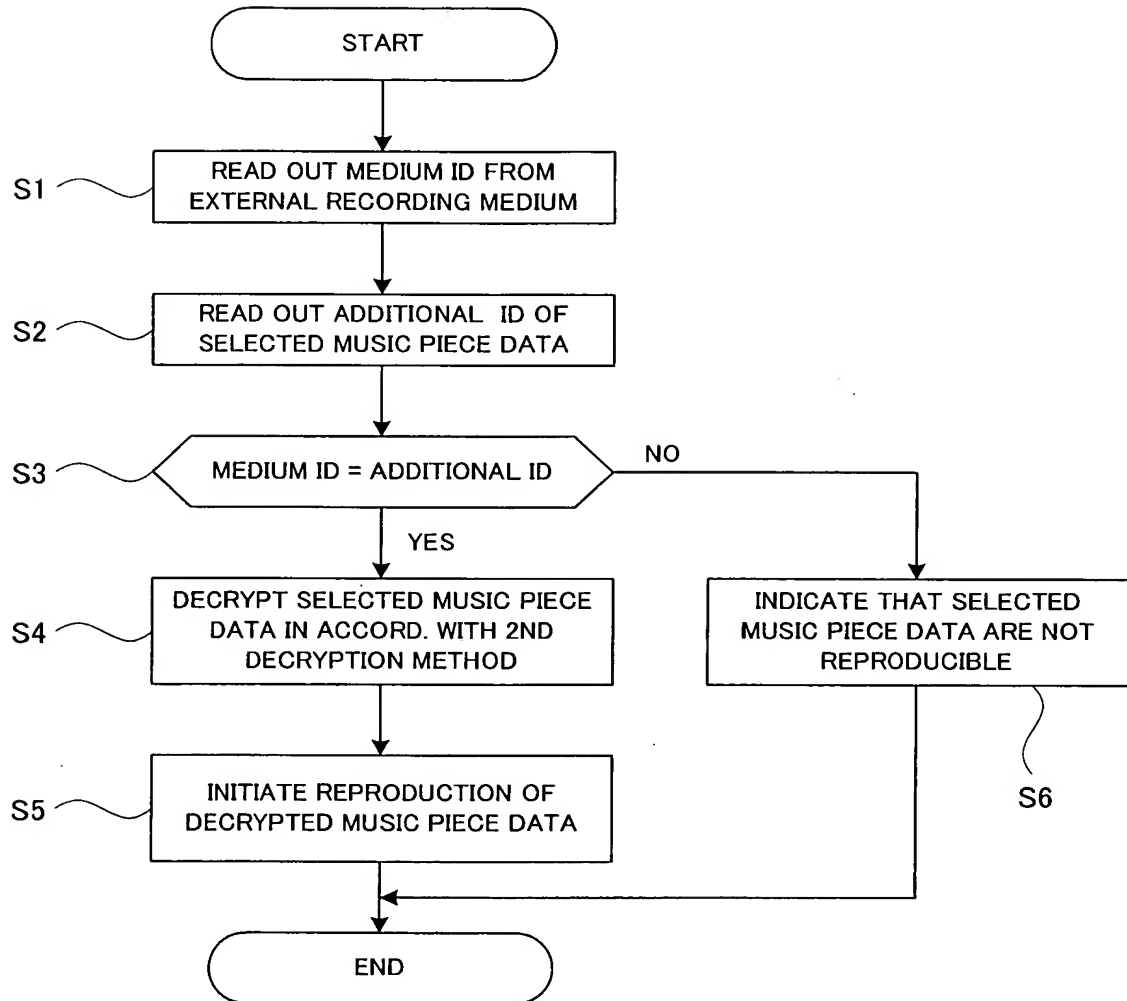 START
S1
READ OUT MEDIUM ID FROM
EXTERNAL RECORDING MEDIUM
S2
READ OUT ADDITIONAL ID OF
SELECTED MUSIC PIECE DATA
S3
MEDIUM ID = ADDITIONAL ID
NO
YES
S4
DECRYPT SELECTED MUSIC PIECE
DATA IN ACCORD. WITH 2ND
DECRYPTION METHOD
INDICATE THAT SELECTED
MUSIC PIECE DATA ARE NOT
REPRODUCIBLE
S6
S5
INITIATE REPRODUCTION OF
DECRYPTED MUSIC PIECE DATA
END